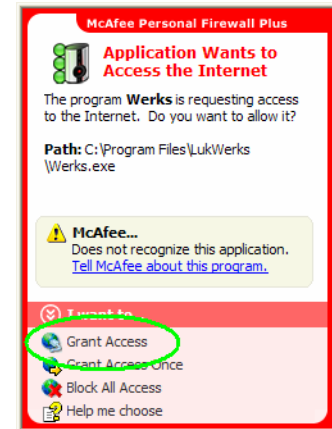 McAfee Personal Firewall Plus
Application Wants to
Access the Internet
The program Werks is requesting access
to the Internet. Do you want to allow it?
Path: C:\Program Files\LukWerks
\Werks.exe
McAfee...
Does not recognize this application.
Tell McAfee about this program.
I want to...
Grant Access
Grant Access Once
Block All Access
Help me choose